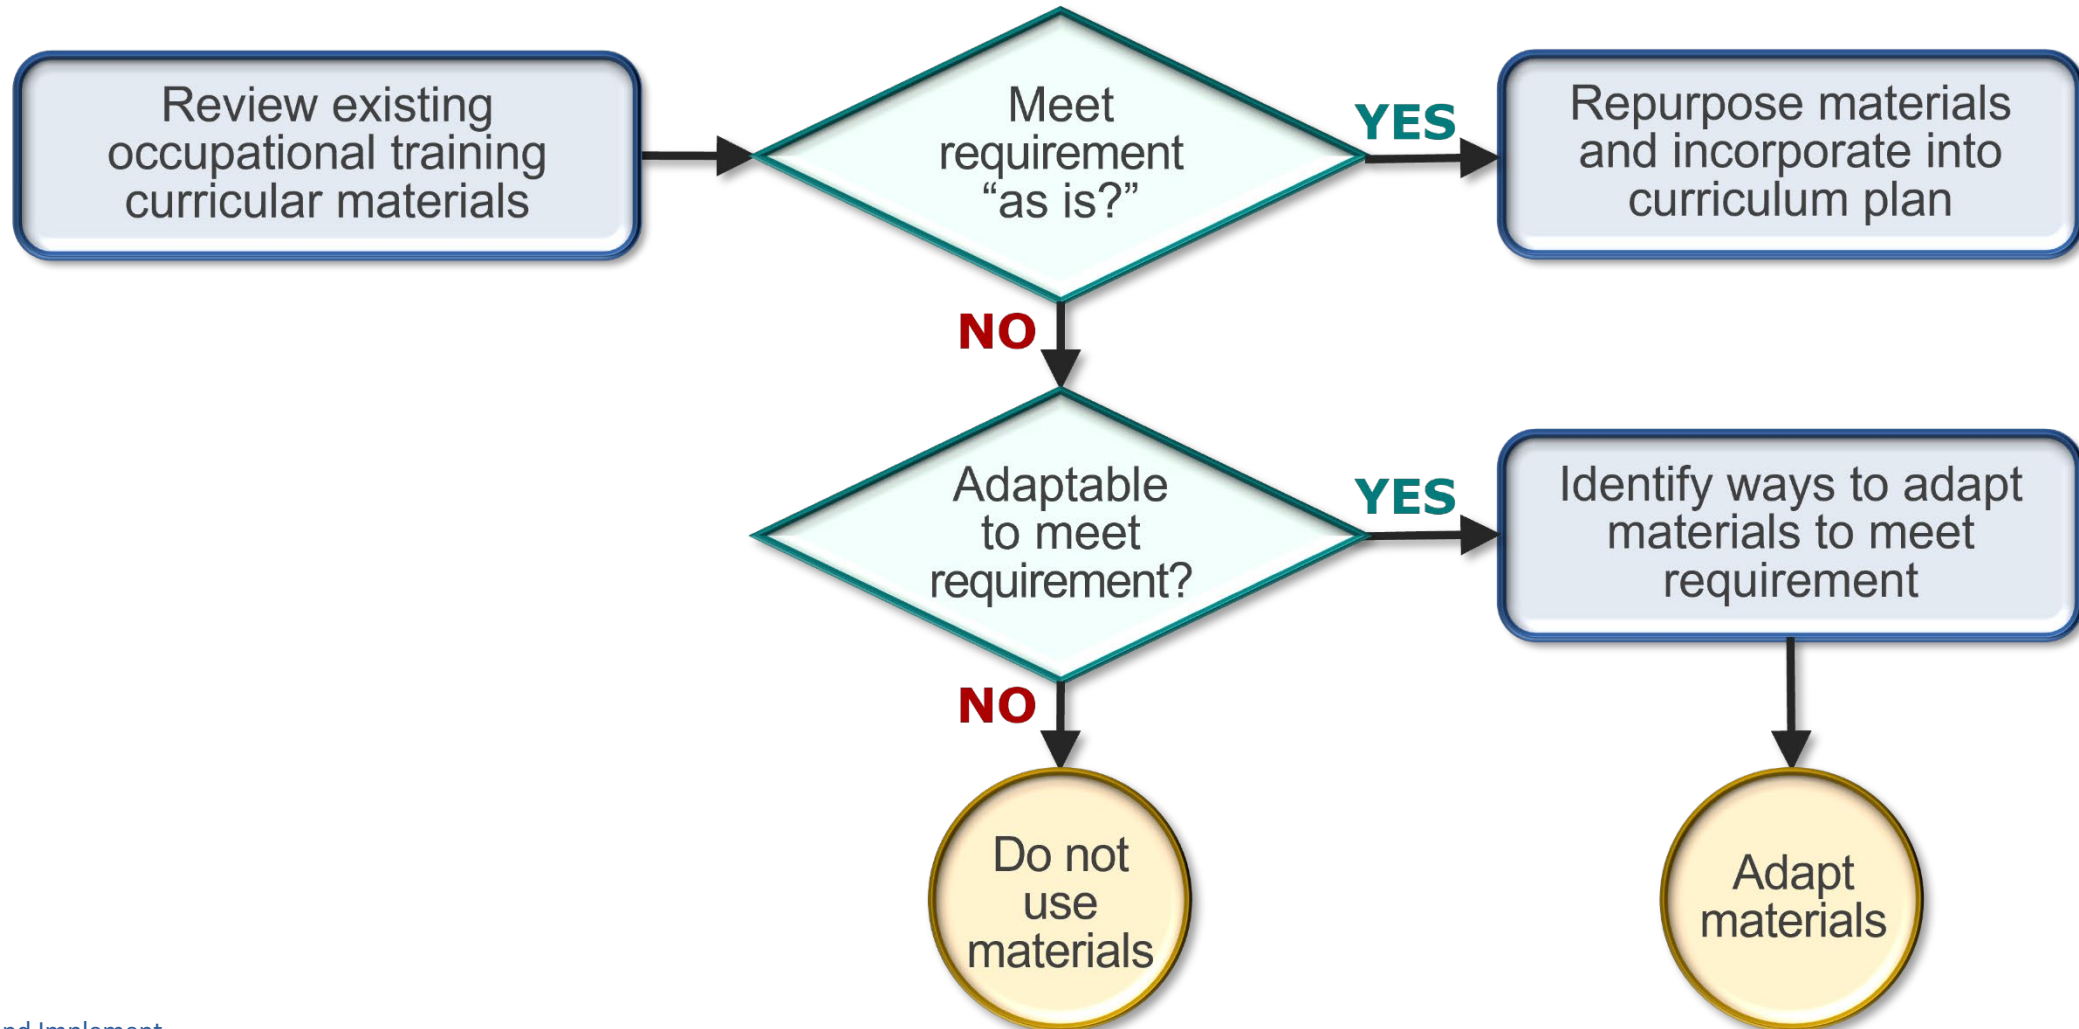 Review existing
occupational training
curricular materials
Meet
requirement
“as is?”
YES
Repurpose materials
and incorporate into
curriculum plan
NO
Adaptable
to meet
requirement?
YES
Identify ways to adapt
materials to meet
requirement
NO
Do not
use
materials
Adapt
materials
nd Implement